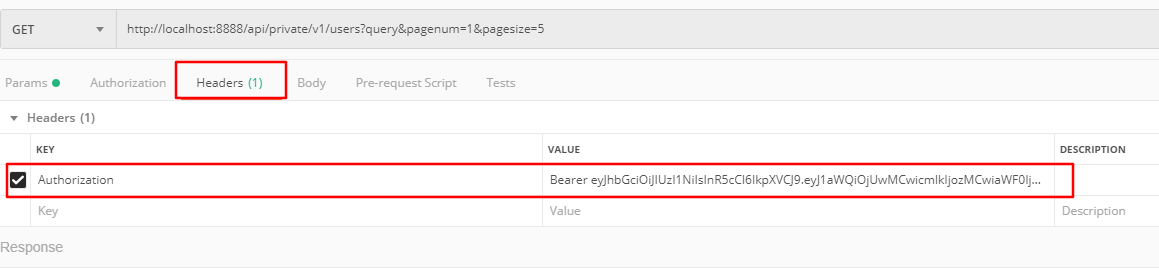 GET http://localhost:8888/api/private/v1/users?query&pagenum=1&pagesize=5
Params Authorization Headers (1) Body Pre-request Script Tests
Headers (1)
KEY VALUE DESCRIPTION
Authorization Bearer eyJhbGciOiJIUzI1NiIsInR5cCI6IkpXVCJ9.eyJ1aWQiOjUwMCwicmlkIjozMCwiaWF0Ij...
Key Value Description
Response